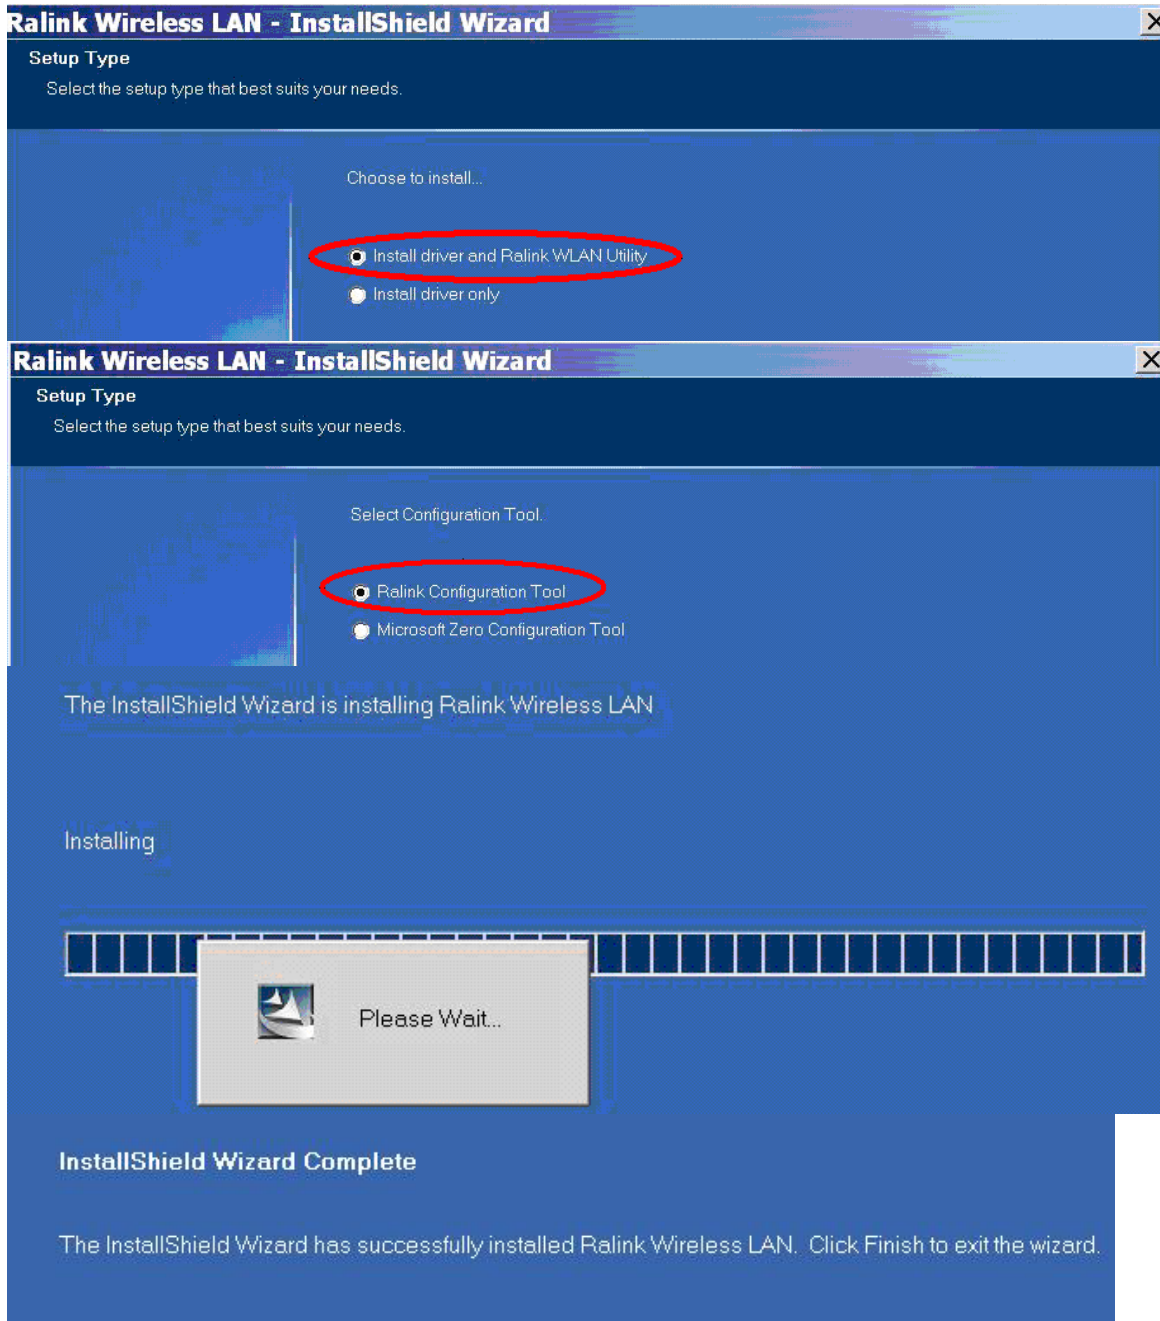 Ralink Wireless LAN - InstallShield Wizard
Setup Type
Select the setup type that best suits your needs.
Choose to install...
Install driver and Ralink WLAN Utility
Install driver only
Ralink Wireless LAN - InstallShield Wizard
Setup Type
Select the setup type that best suits your needs.
Select Configuration Tool.
Ralink Configuration Tool
Microsoft Zero Configuration Tool
The InstallShield Wizard is installing Ralink Wireless LAN
Installing
Please Wait...
InstallShield Wizard Complete
The InstallShield Wizard has successfully installed Ralink Wireless LAN. Click Finish to exit the wizard.